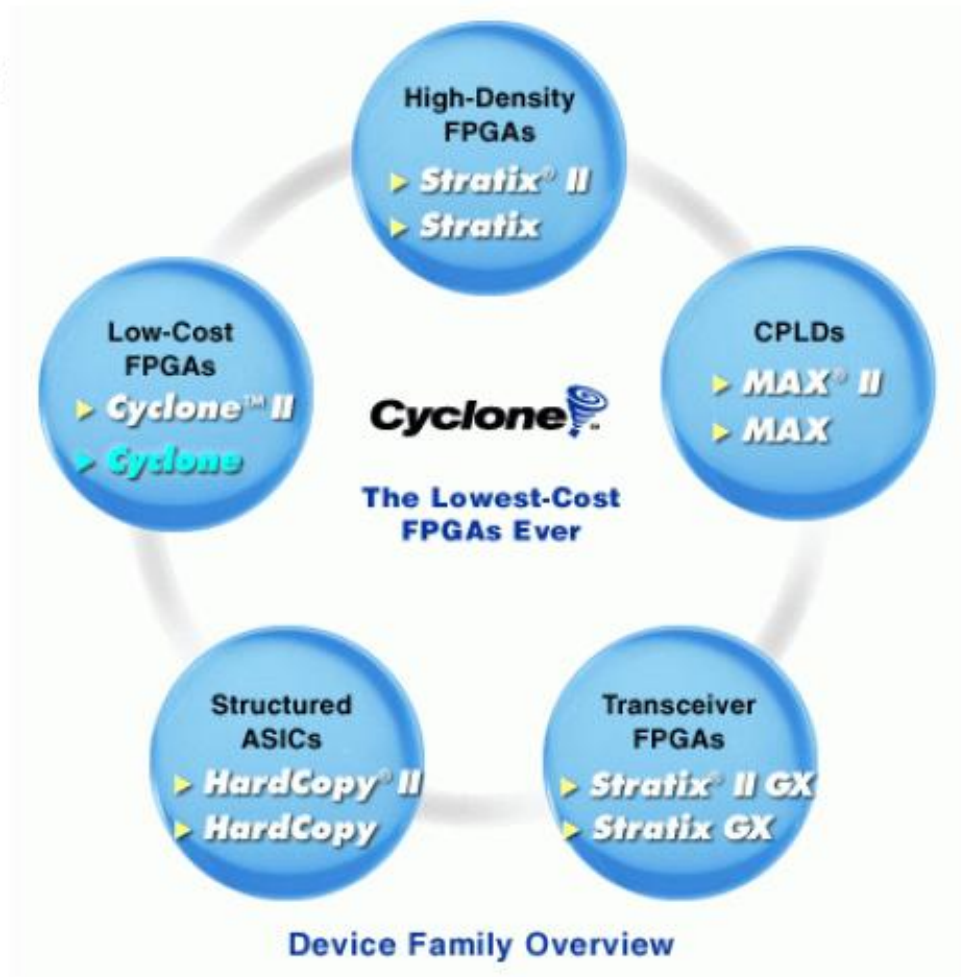 High-Density
FPGAs
Stratix® II
Stratix
Low-Cost
FPGAs
Cyclone™ II
Cyclone
CPLDs
MAX® II
MAX
Cyclone™
The Lowest-Cost
FPGAs Ever
Structured
ASICs
HardCopy® II
HardCopy
Transceiver
FPGAs
Stratix® II GX
Stratix GX
Device Family Overview